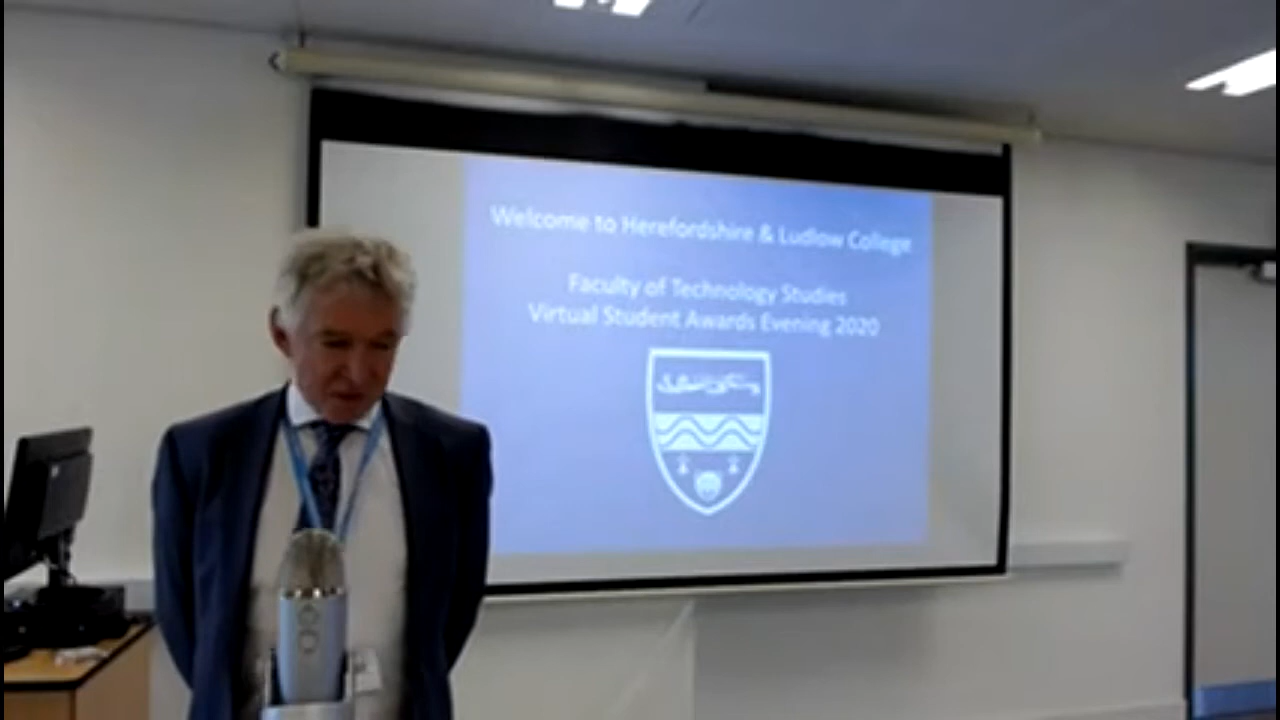 Welcome to Herefordshire & Ludlow College
Faculty of Technology Studies
Virtual Student Awards Evening 2020